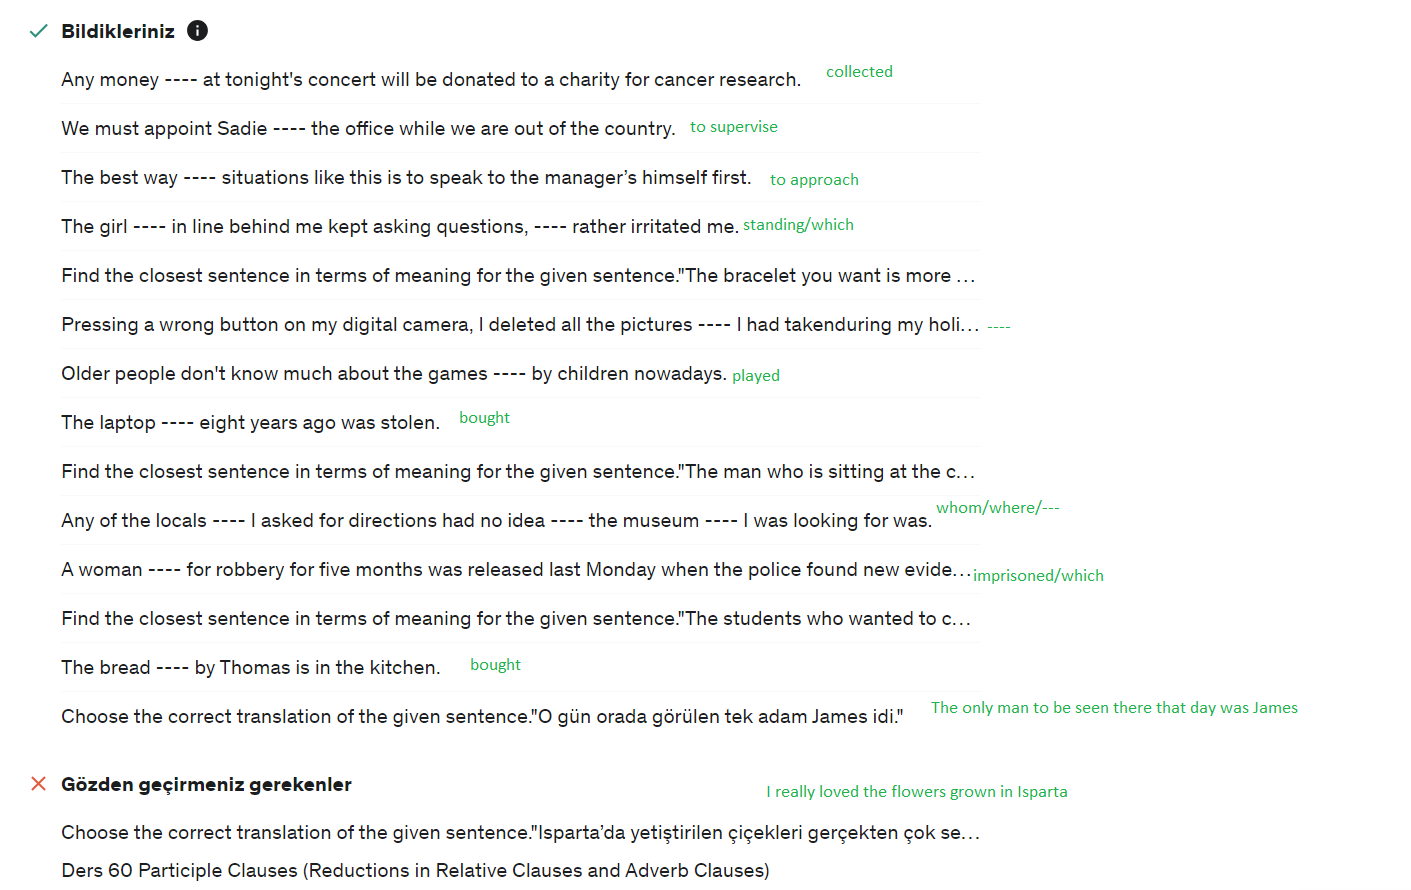 Bildikleriniz
Any money ---- at tonight's concert will be donated to a charity for cancer research. collected
We must appoint Sadie ---- the office while we are out of the country. to supervise
The best way ---- situations like this is to speak to the manager’s himself first. to approach
The girl ---- in line behind me kept asking questions, ---- rather irritated me. standing/which
Find the closest sentence in terms of meaning for the given sentence."The bracelet you want is more …
Pressing a wrong button on my digital camera, I deleted all the pictures ---- I had takenduring my holi… ----
Older people don't know much about the games ---- by children nowadays. played
The laptop ---- eight years ago was stolen. bought
Find the closest sentence in terms of meaning for the given sentence."The man who is sitting at the c…
Any of the locals ---- I asked for directions had no idea ---- the museum ---- I was looking for was. whom/where/---
A woman ---- for robbery for five months was released last Monday when the police found new evide… imprisoned/which
Find the closest sentence in terms of meaning for the given sentence."The students who wanted to c…
The bread ---- by Thomas is in the kitchen. bought
Choose the correct translation of the given sentence."O gün orada görülen tek adam James idi." The only man to be seen there that day was James
Gözden geçirmeniz gerekenler
I really loved the flowers grown in Isparta
Choose the correct translation of the given sentence."Isparta’da yetiştirilen çiçekleri gerçekten çok se…
Ders 60 Participle Clauses (Reductions in Relative Clauses and Adverb Clauses)